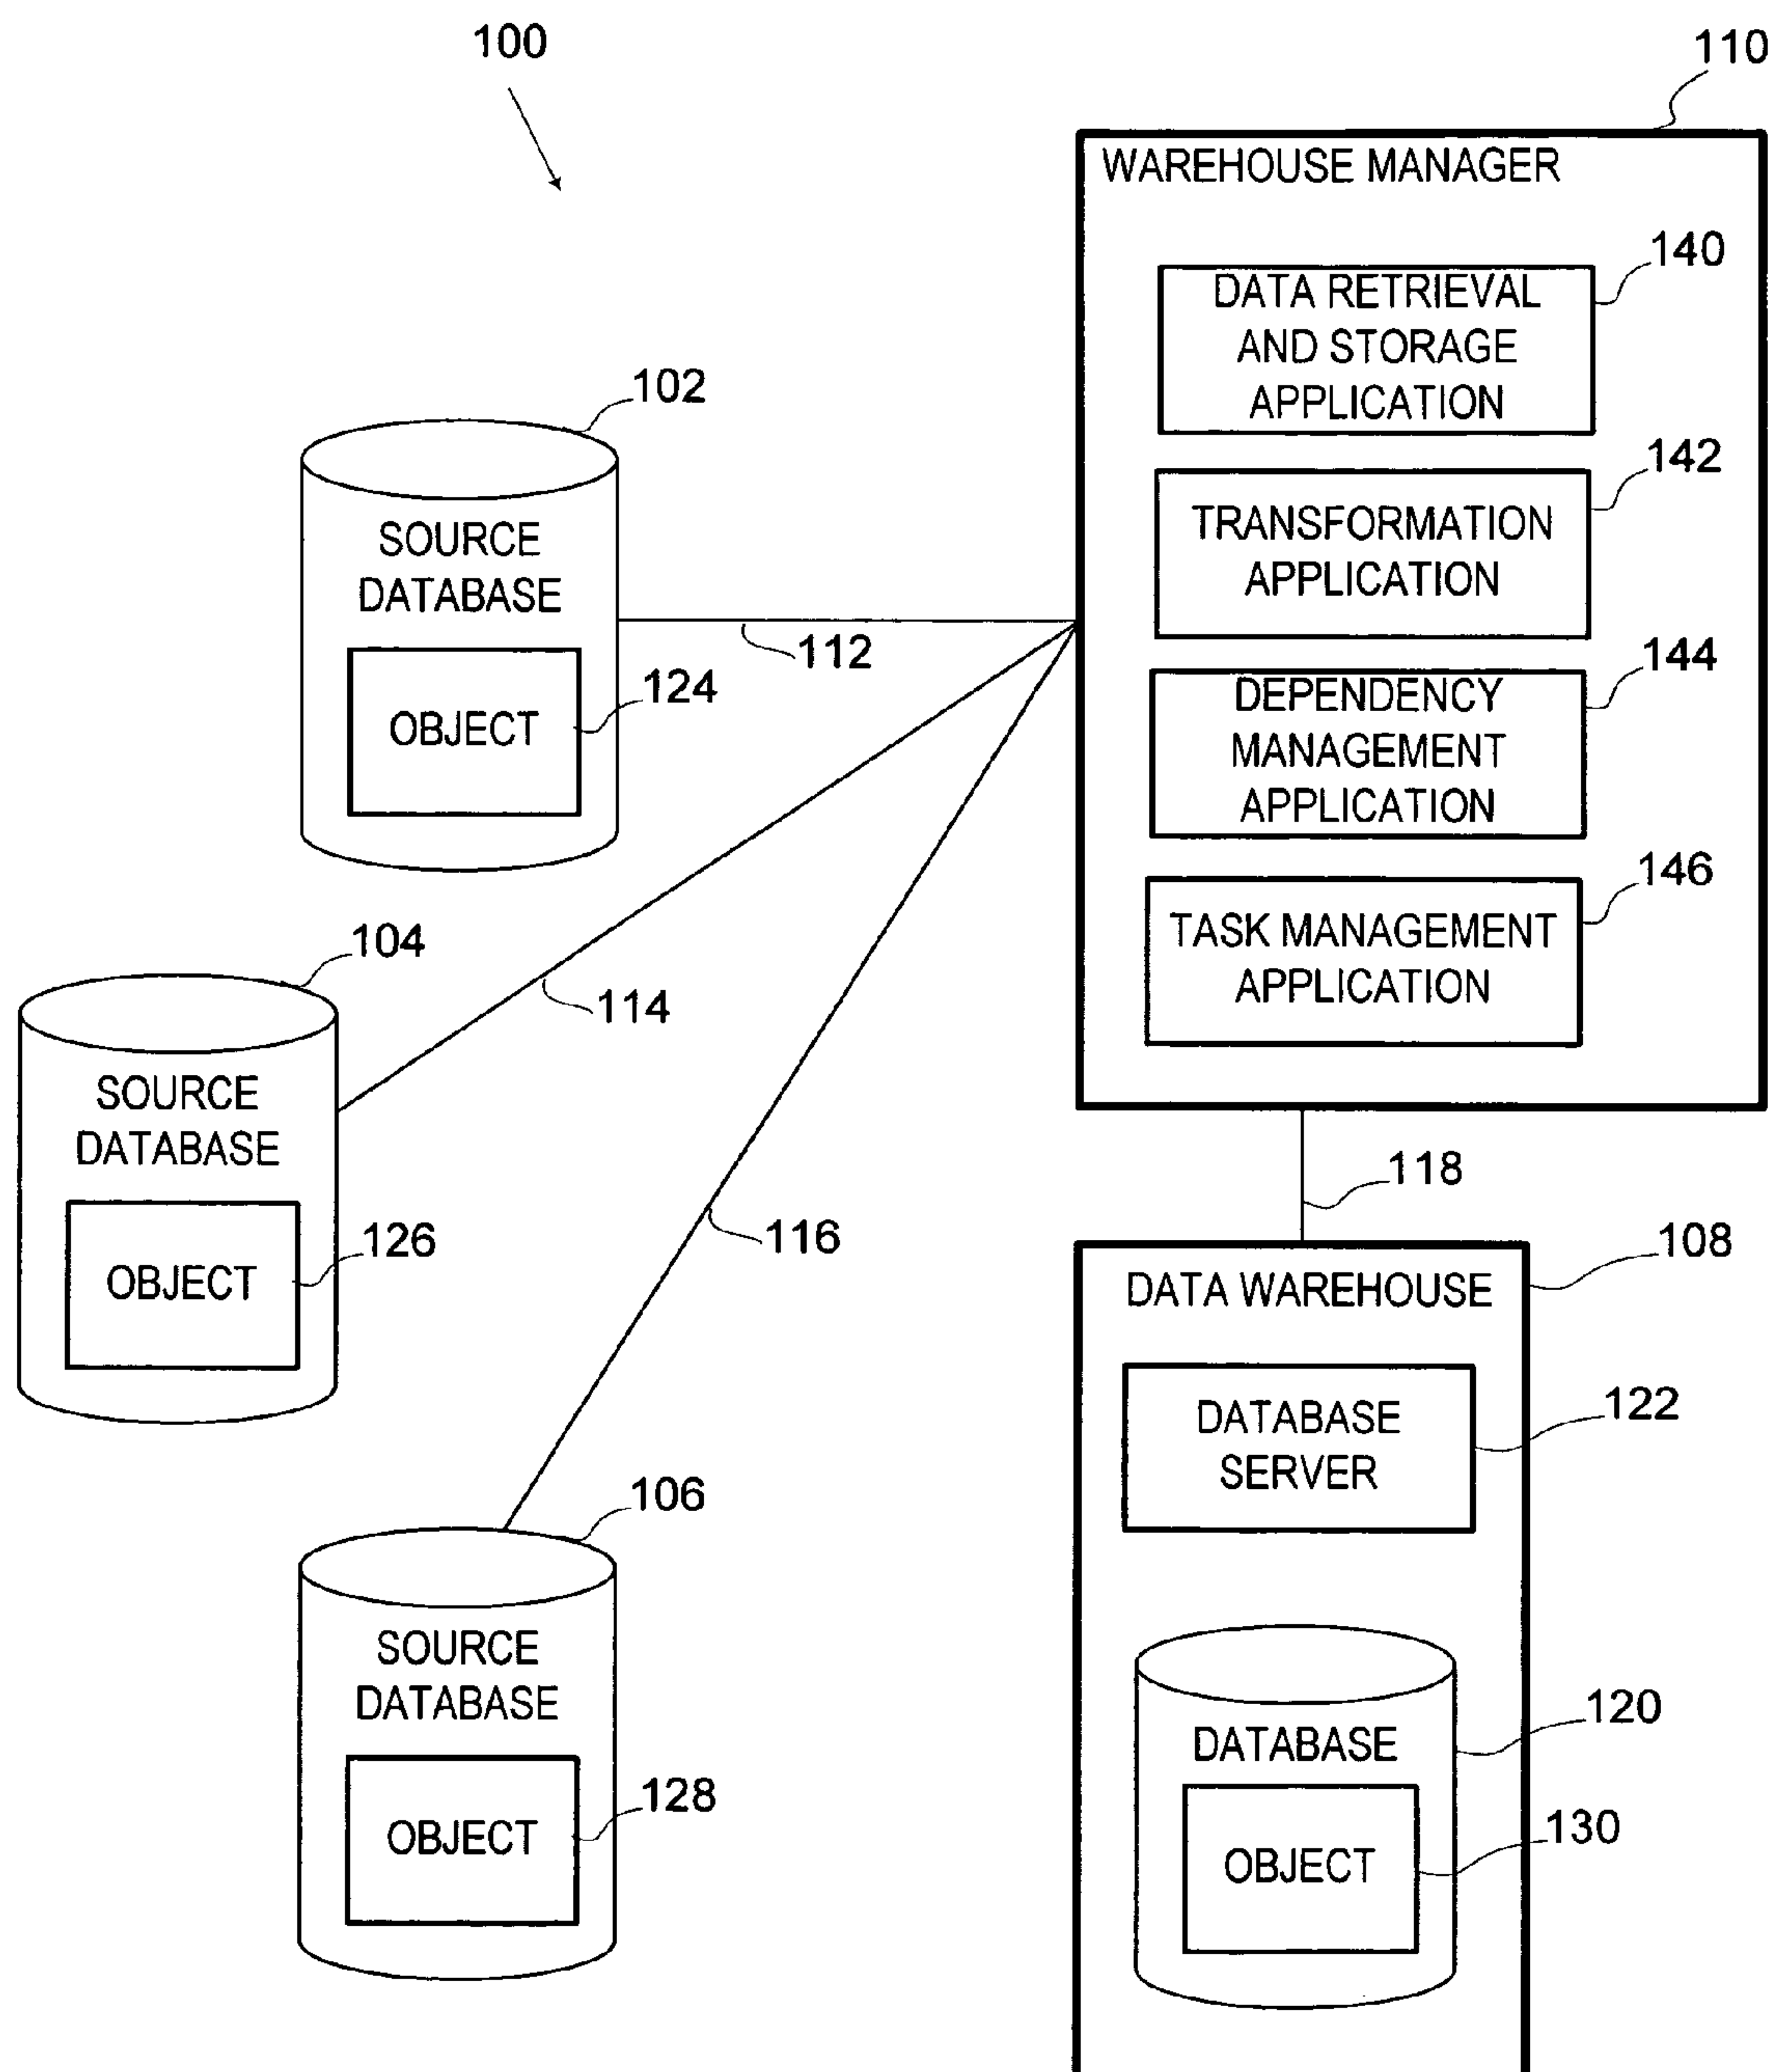 100
110
WAREHOUSE MANAGER
140
DATA RETRIEVAL
AND STORAGE
APPLICATION
142
TRANSFORMATION
APPLICATION
144
DEPENDENCY
MANAGEMENT
APPLICATION
146
TASK MANAGEMENT
APPLICATION
102
SOURCE
DATABASE
124
OBJECT
112
104
SOURCE
DATABASE
126
OBJECT
114
116
106
SOURCE
DATABASE
128
OBJECT
118
108
DATA WAREHOUSE
122
DATABASE
SERVER
120
DATABASE
130
OBJECT